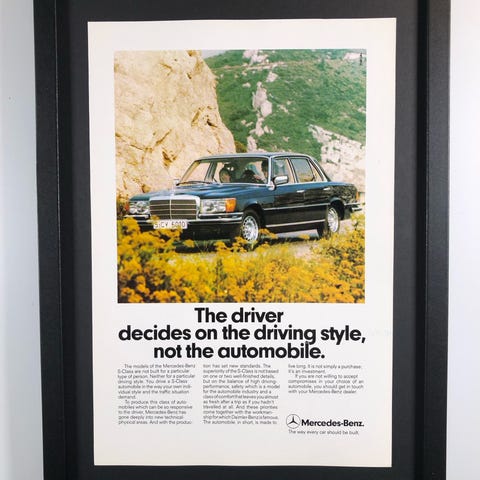 S·CV 5000
The driver
decides on the driving style,
not the automobile.
The models of the Mercedes-Benz
S-Class are not built for a particular
type of person. Neither for a particular
driving style. You drive a S-Class
automobile in the way your own indi-
vidual style and the traffic situation
demand.
To produce this class of auto-
mobiles which can be so responsive
to the driver, Mercedes-Benz has
gone deeply into new technical-
physical areas. And with the produc-
tion has set new standards. The
superiority of the S-Class is not based
on one or two well-finished details,
but on the balance of high driving-
performance, safety which is a model
for the automobile industry and a
class of comfort that leaves you almost
as fresh after a trip as if you hadn't
travelled at all. And these priorities
come together with the workman-
ship for which Daimler-Benz is famous.
The automobile, in short, is made to
live long. It is not simply a purchase;
it's an investment.
If you are not willing to accept
compromises in your choice of an
automobile, you should get in touch
with your Mercedes-Benz dealer.
Mercedes-Benz.
The way every car should be built.